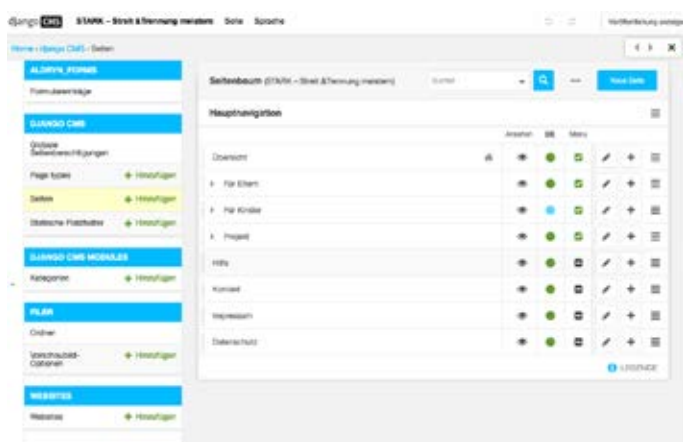 django CMS STARK – Streit & Trennung meistern Seite Sprache
Home › django CMS › Seiten
ALDRYN_FORMS
Formulareinträge
DJANGO CMS
Globale
Seitenberechtigungen
Page types + Hinzufügen
Seiten + Hinzufügen
Statische Platzhalter + Hinzufügen
DJANGO CMS MODULES
Kategorien + Hinzufügen
FILER
Ordner
Vorschaubild-
Optionen + Hinzufügen
WEBSITES
Websites + Hinzufügen
Seitenbaum (STARK – Streit & Trennung meistern) Suche Neue Seite
Hauptnavigation
Ansehen DE Menü
Übersicht
Für Eltern
Für Kinder
Projekt
Hilfe
Kontakt
Impressum
Datenschutz
LEGENDE